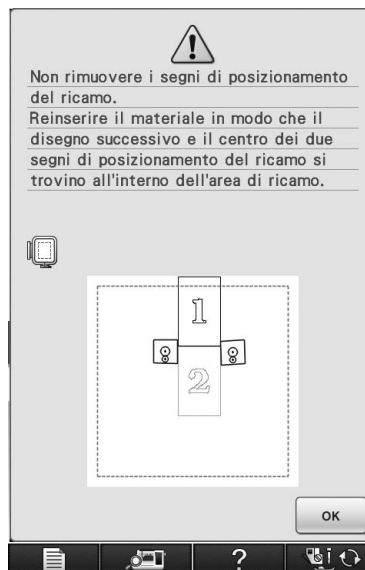 Non rimuovere i segni di posizionamento
del ricamo.
Reinserire il materiale in modo che il
disegno successivo e il centro dei due
segni di posizionamento del ricamo si
trovino all'interno dell'area di ricamo.
1
2
OK
?